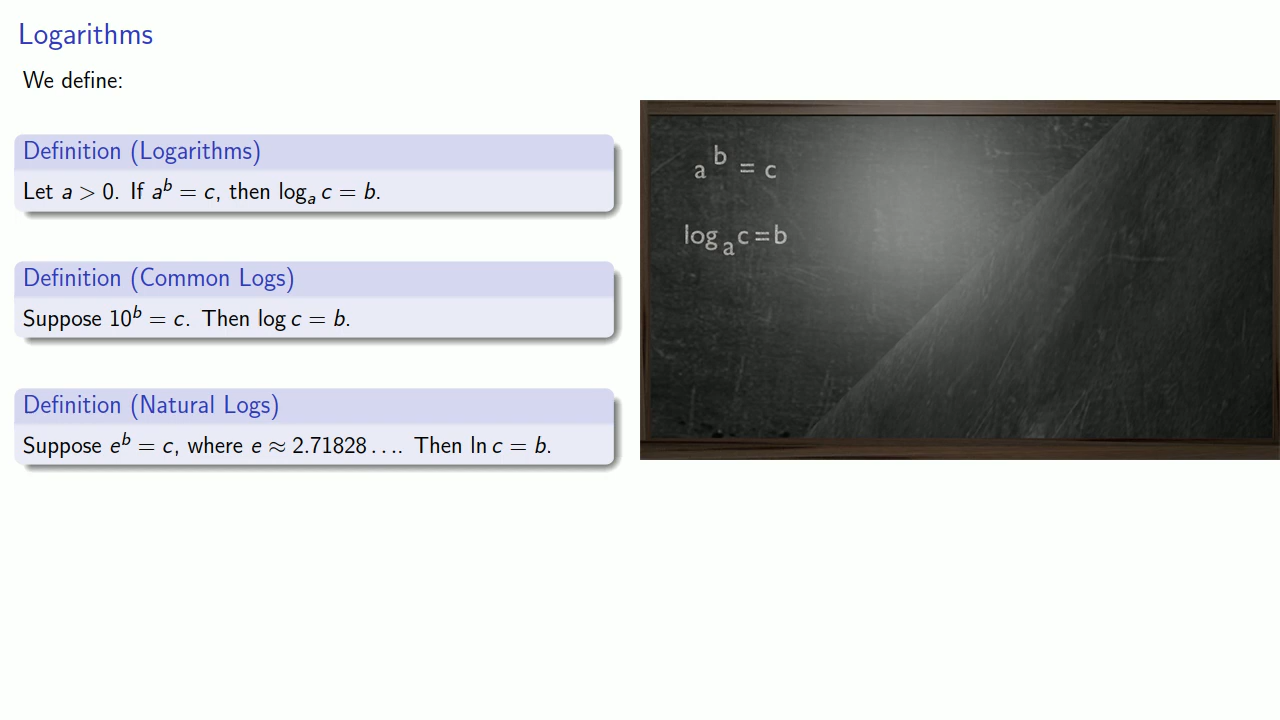 Logarithms
We define:
Definition (Logarithms)
Let a > 0. If a^b = c, then log_a c = b.
Definition (Common Logs)
Suppose 10^b = c. Then log c = b.
Definition (Natural Logs)
Suppose e^b = c, where e ≈ 2.71828 . . .. Then ln c = b.
a^b = c
log_a c = b